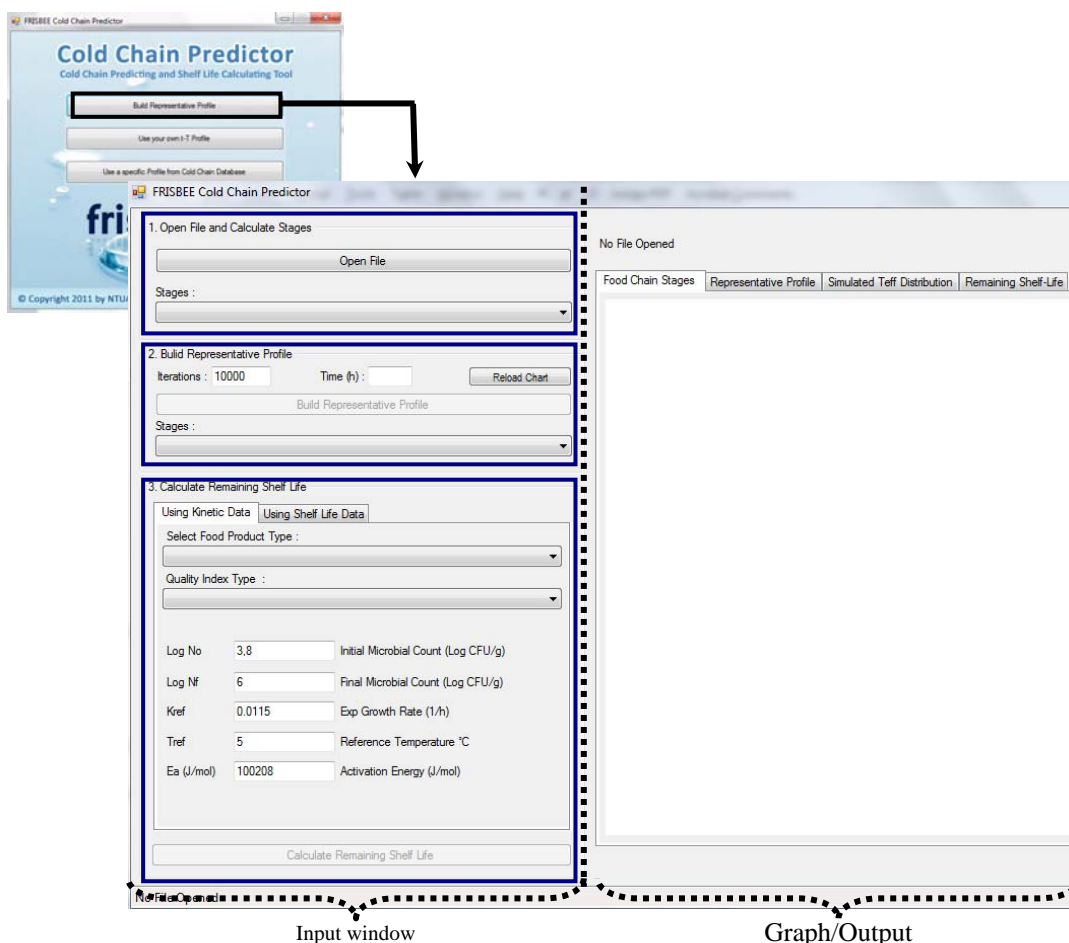 FRISBEE Cold Chain Predictor
Cold Chain Predictor
Cold Chain Predicting and Shelf Life Calculating Tool
Build Representative Profile
Use your own t-T Profile
Use a specific Profile from Cold Chain Database
fri
© Copyright 2011 by NTUA
FRISBEE Cold Chain Predictor
1. Open File and Calculate Stages
Open File
Stages :
2. Bulid Representative Profile
Iterations : 10000 Time (h) : Reload Chart
Build Representative Profile
Stages :
3. Calculate Remaining Shelf Life
Using Kinetic Data Using Shelf Life Data
Select Food Product Type :
Quality Index Type :
Log No 3,8 Initial Microbial Count (Log CFU/g)
Log Nf 6 Final Microbial Count (Log CFU/g)
Kref 0.0115 Exp Growth Rate (1/h)
Tref 5 Reference Temperature °C
Ea (J/mol) 100208 Activation Energy (J/mol)
Calculate Remaining Shelf Life
No File Opened
No File Opened
Food Chain Stages Representative Profile Simulated Teff Distribution Remaining Shelf-Life
Input window
Graph/Output